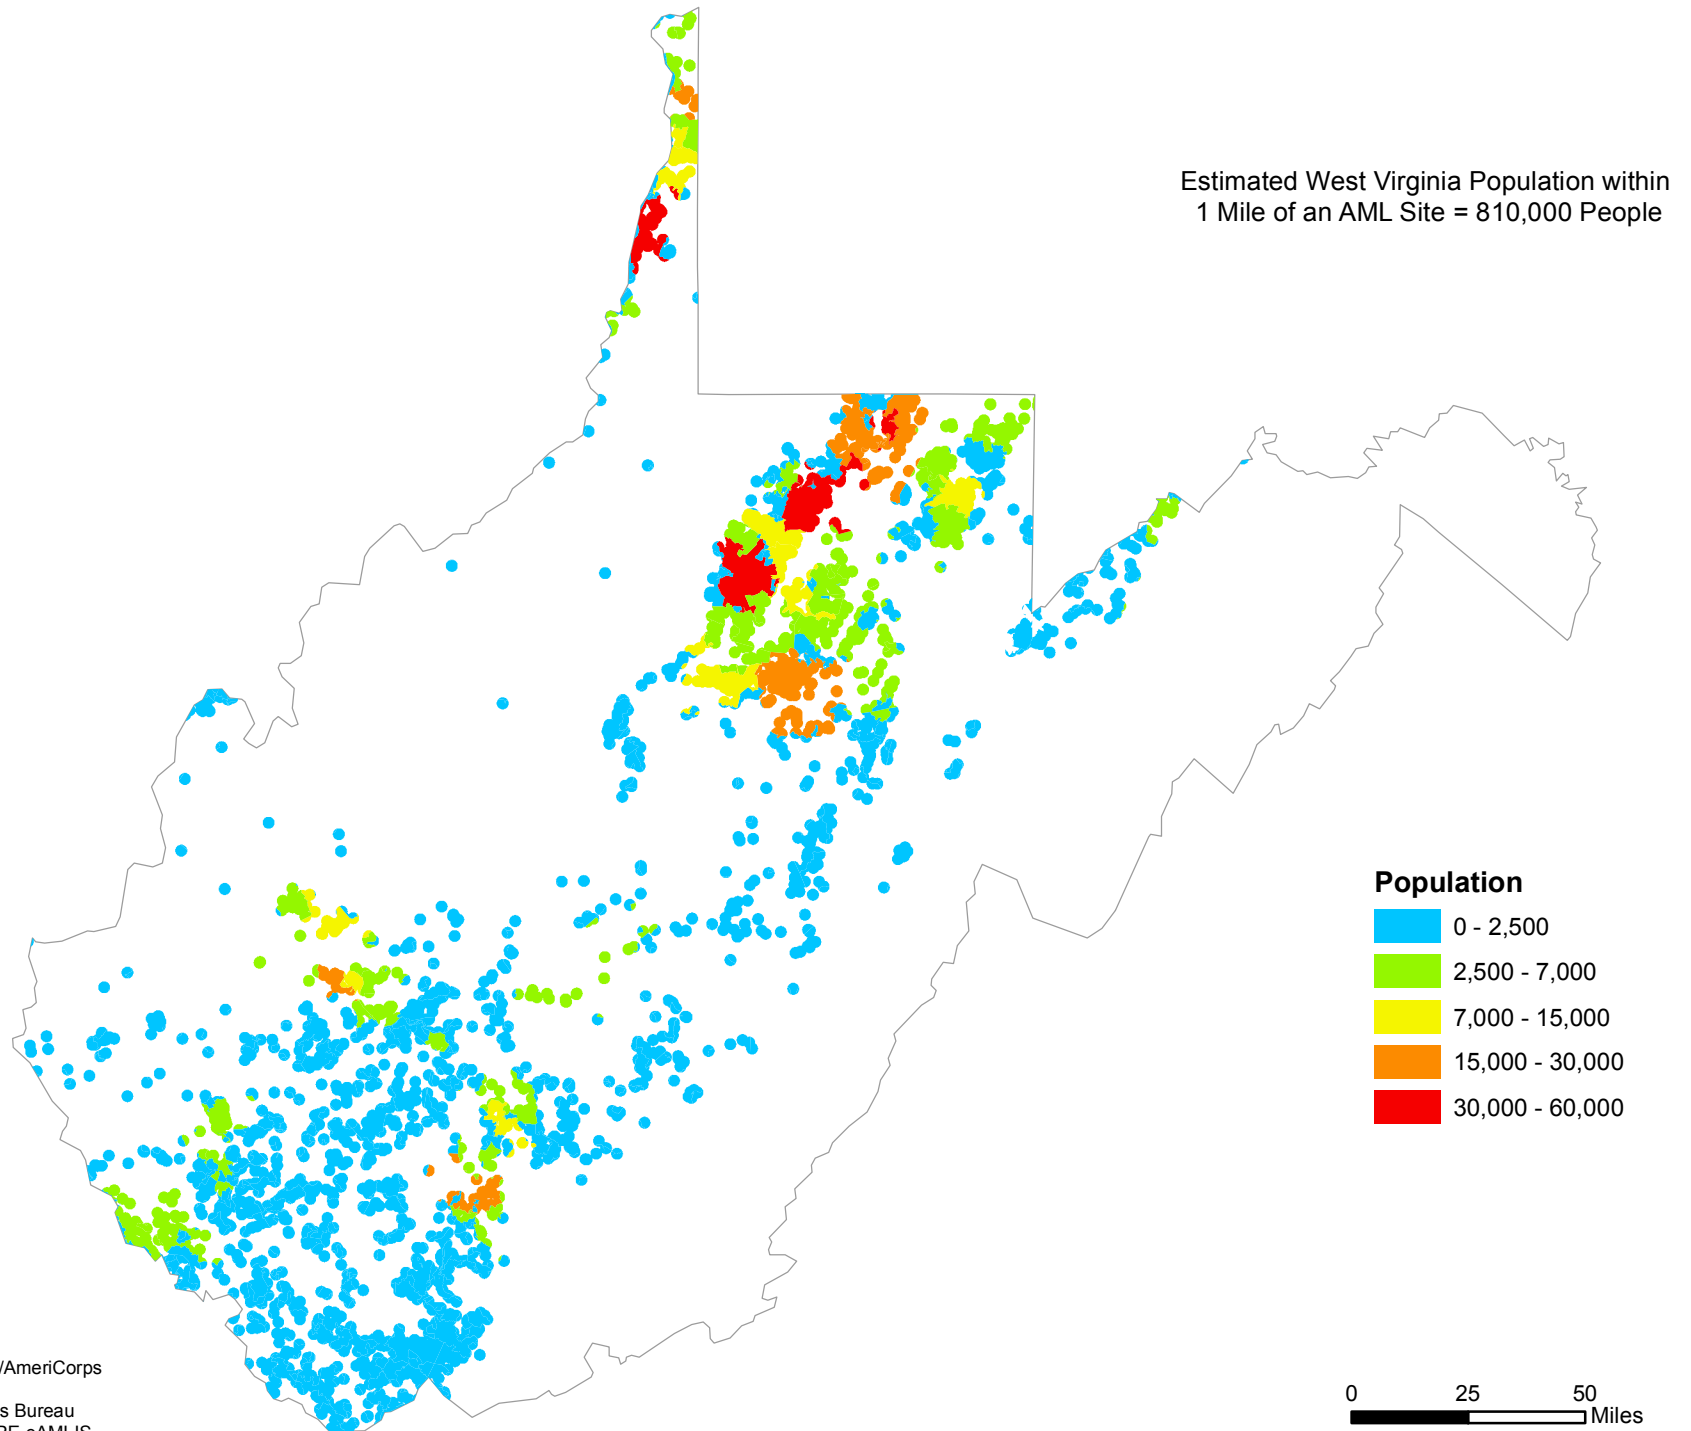 Estimated West Virginia Population within
1 Mile of an AML Site = 810,000 People
Population
0 - 2,500
2,500 - 7,000
7,000 - 15,000
15,000 - 30,000
30,000 - 60,000
/AmeriCorps
s Bureau
0 25 50
Miles